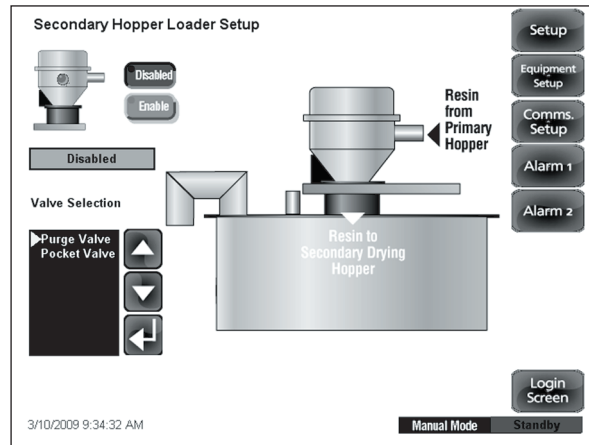 Secondary Hopper Loader Setup
Disabled
Enable
Disabled
Valve Selection
Purge Valve
Pocket Valve
Resin
from
Primary
Hopper
Resin to
Secondary Drying
Hopper
Setup
Equipment
Setup
Comms.
Setup
Alarm 1
Alarm 2
Login
Screen
3/10/2009 9:34:32 AM
Manual Mode
Standby